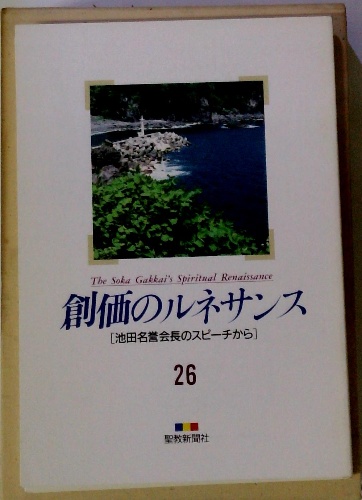 The Soka Gakkai's Spiritual Renaissance
創価のルネサンス
[池田名誉会長のスピーチから]
26
聖教新聞社